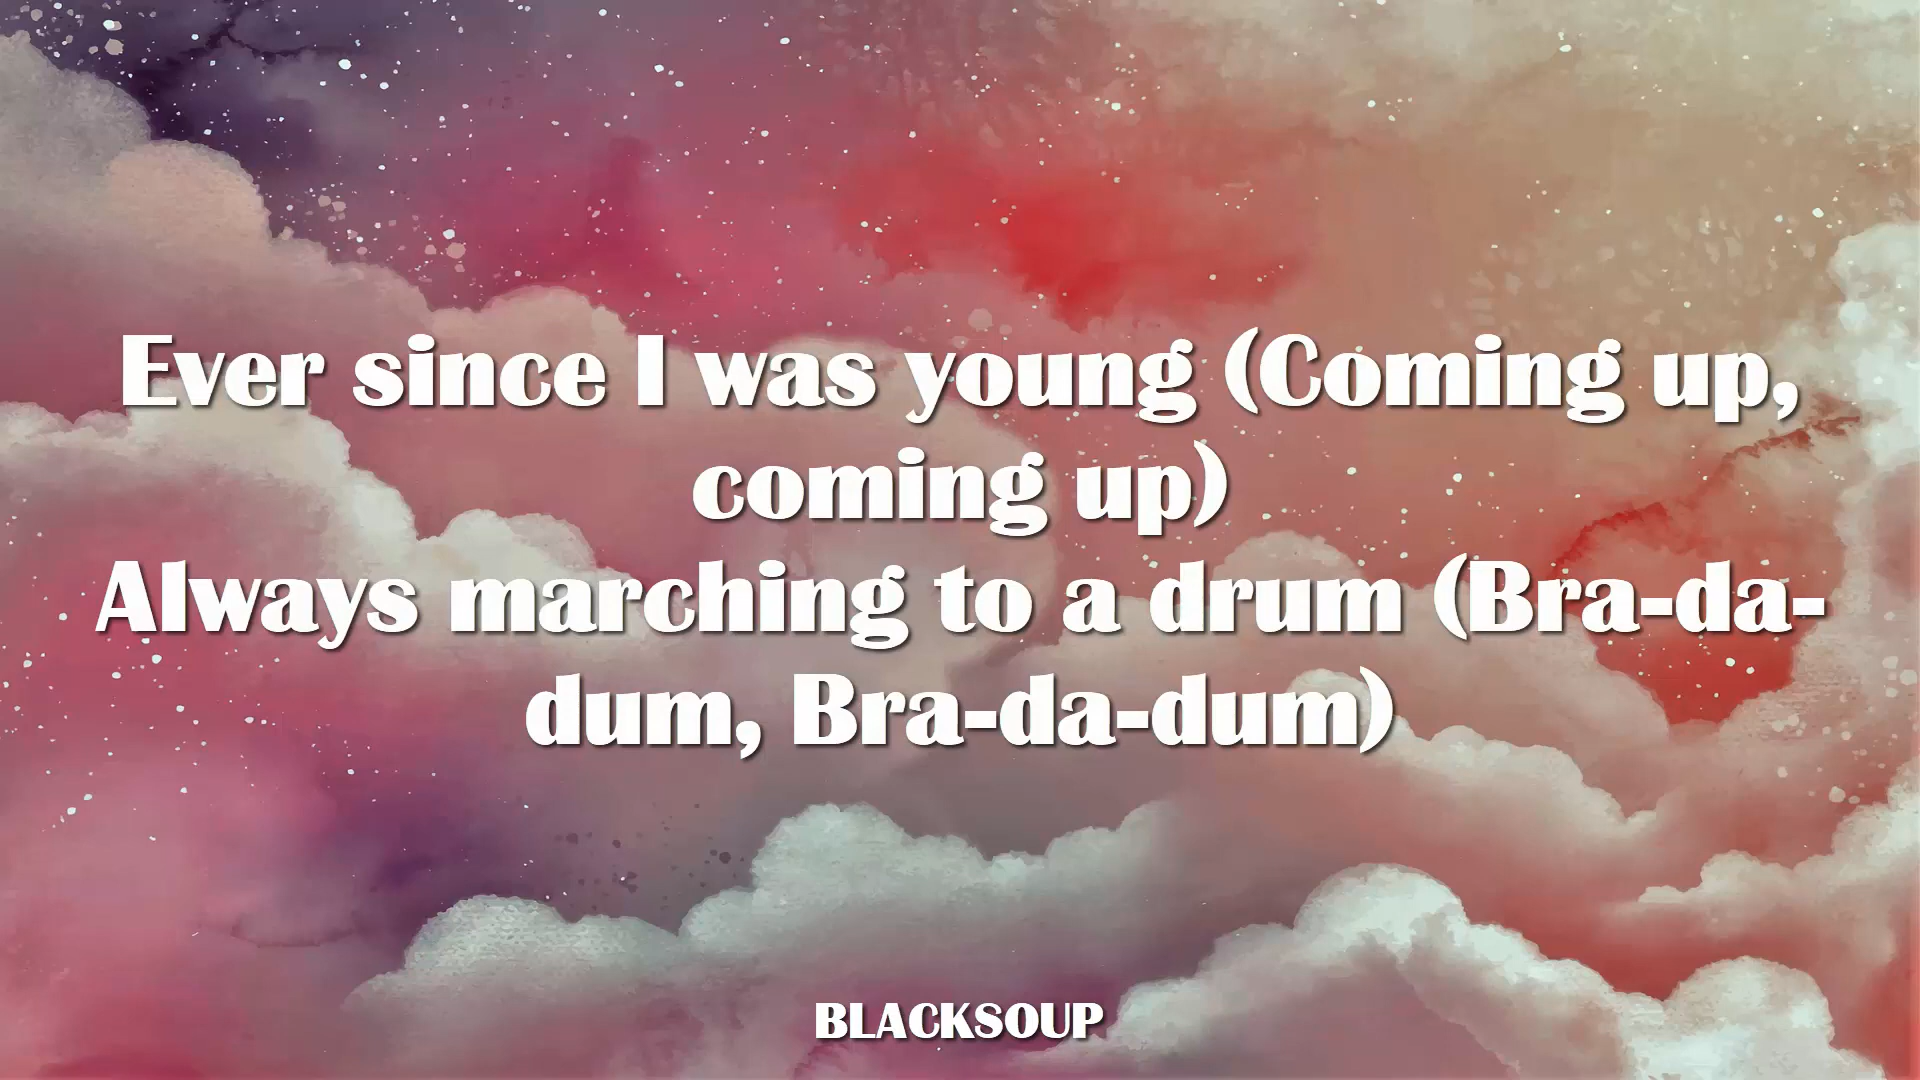 Ever since I was young (Coming up,
coming up)
Always marching to a drum (Bra-da-
dum, Bra-da-dum)
BLACKSOUP